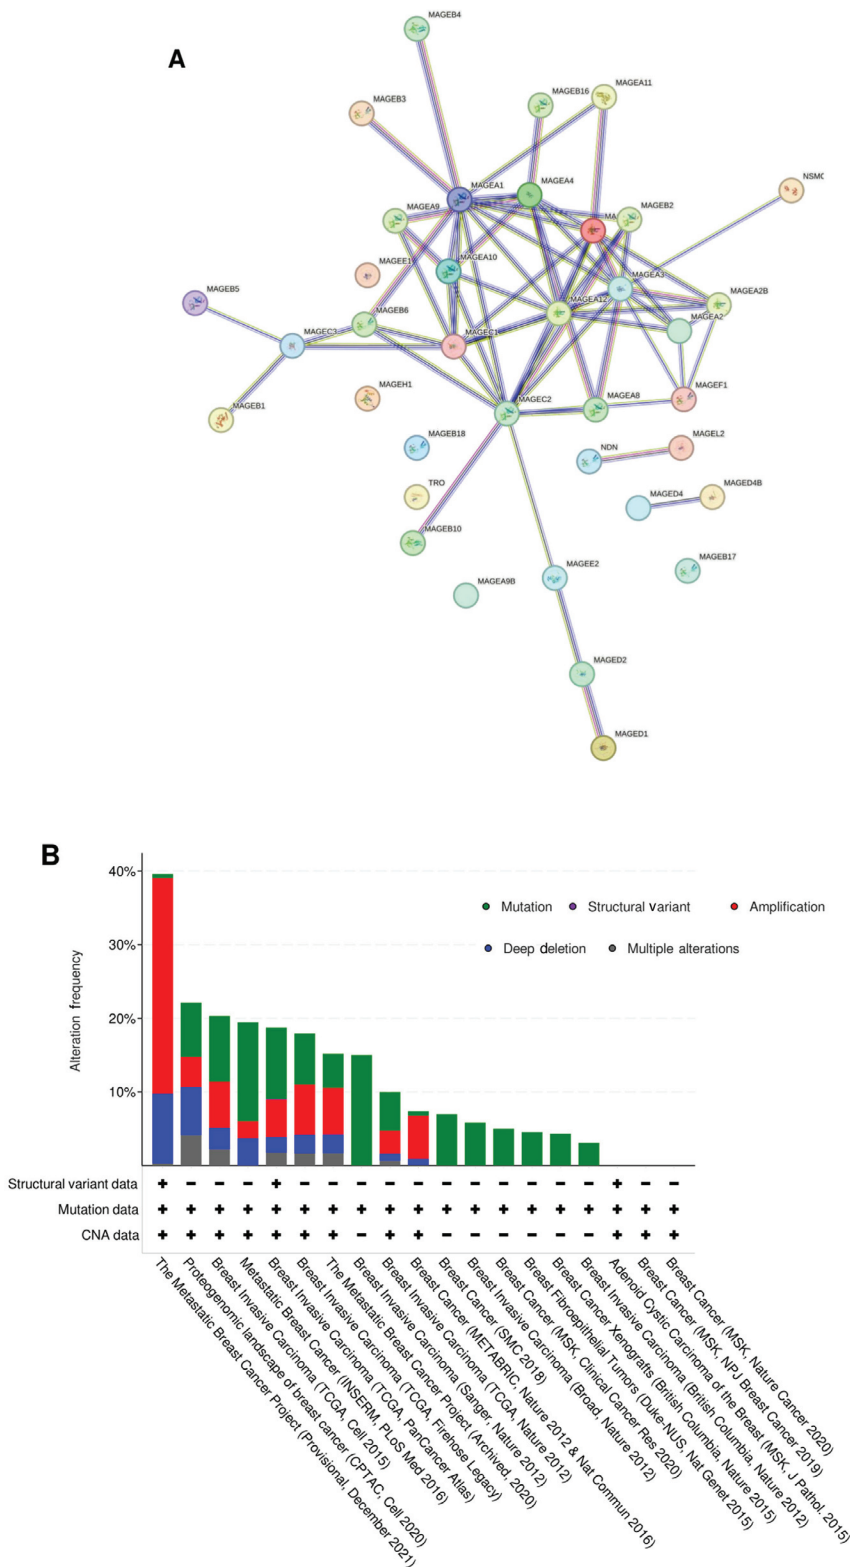 A
MAGEB4
MAGEB3
MAGEB16
MAGEA11
MAGEA1
MAGEA4
NSMC
MAGEA9
MA
MAGEB2
MAGEE1
MAGEA10
MAGEA3
MAGEB5
MAGEA12
MAGEA2B
MAGEB6
MAGEA2
MAGEC3
MAGEC1
MAGEH1
MAGEF1
MAGEB1
MAGEC2
MAGEA8
MAGEB18
NDN
MAGEL2
TRO
MAGED4
MAGED4B
MAGEB10
MAGEB17
MAGEA9B
MAGEE2
MAGED2
MAGED1
B
Alteration frequency
40%
30%
20%
10%
Mutation
Structural variant
Amplification
Deep deletion
Multiple alterations
Structural variant data + - - - + - - - - - - - - - - - + - -
Mutation data + + + + + + + + + + + + + + + + + + +
CNA data + + + + + + + - + + - - - - - - + + +
The Metastatic Breast Cancer Project (Provisional, December 2021)
Proteogenomic landscape of breast cancer (CPTAC, Cell 2020)
Breast Invasive Carcinoma (TCGA, Cell 2015)
Metastatic Breast Cancer (INSERM, PLoS Med 2016)
Breast Invasive Carcinoma (TCGA, PanCancer Atlas)
Breast Invasive Carcinoma (TCGA, Firehose Legacy)
The Metastatic Breast Cancer Project (Archived, 2020)
Breast Invasive Carcinoma (Sanger, Nature 2012)
Breast Invasive Carcinoma (TCGA, Nature 2012)
Breast Cancer (METABRIC, Nature 2012 & Nat Commun 2016)
Breast Cancer (SMC 2018)
Breast Invasive Carcinoma (Broad, Nature 2012)
Breast Cancer (MSK, Clinical Cancer Res 2020)
Breast Fibroepithelial Tumors (Duke-NUS, Nat Genet 2015)
Breast Cancer Xenografts (British Columbia, Nature 2015)
Breast Invasive Carcinoma (British Columbia, Nature 2012)
Adenoid Cystic Carcinoma of the Breast (MSK, J Pathol. 2015)
Breast Cancer (MSK, NPJ Breast Cancer 2019)
Breast Cancer (MSK, Nature Cancer 2020)